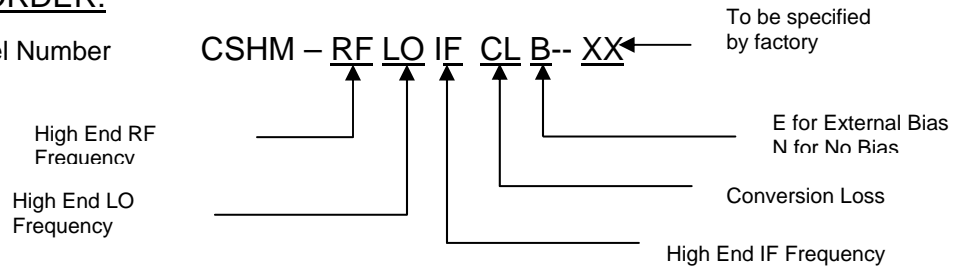 ORDER:
To be specified
by factory
el Number CSHM – RF LO IF CL B-- XX
High End RF
Frequency
E for External Bias
N for No Bias
High End LO
Frequency
Conversion Loss
High End IF Frequency